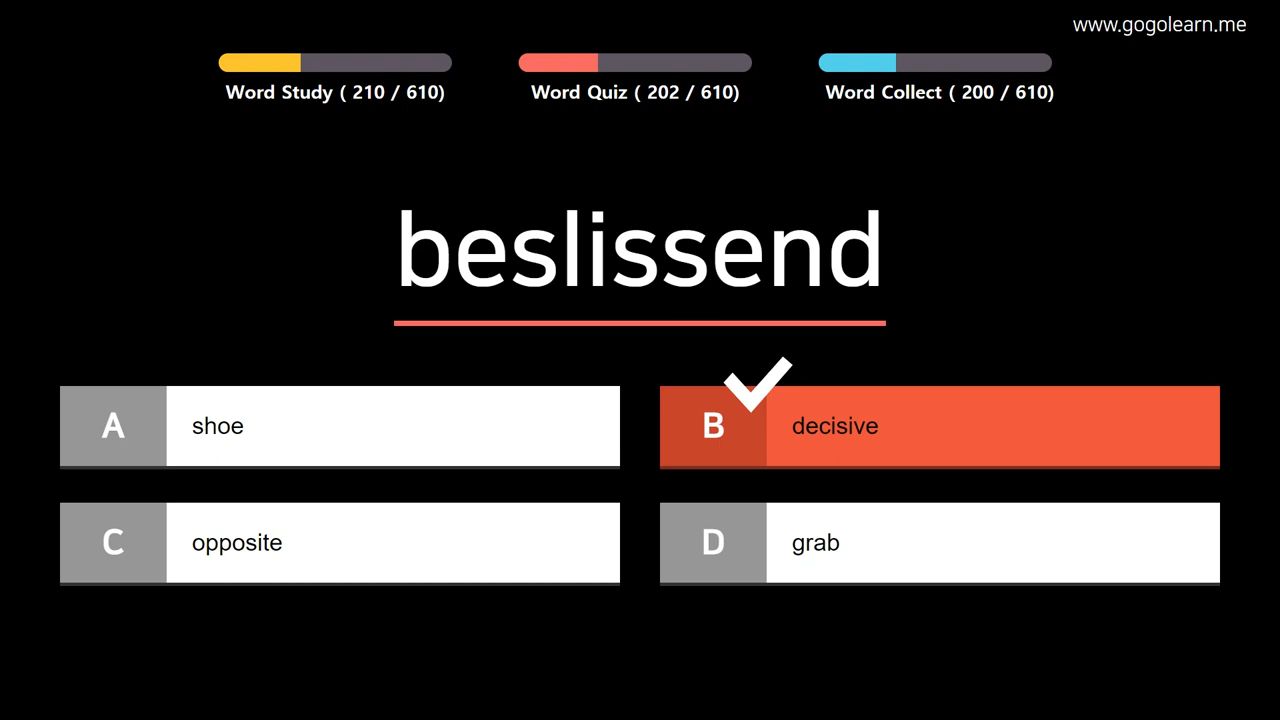 www.gogolearn.me
Word Study ( 210 / 610)
Word Quiz ( 202 / 610)
Word Collect ( 200 / 610)
beslissend
A shoe
B decisive
C opposite
D grab